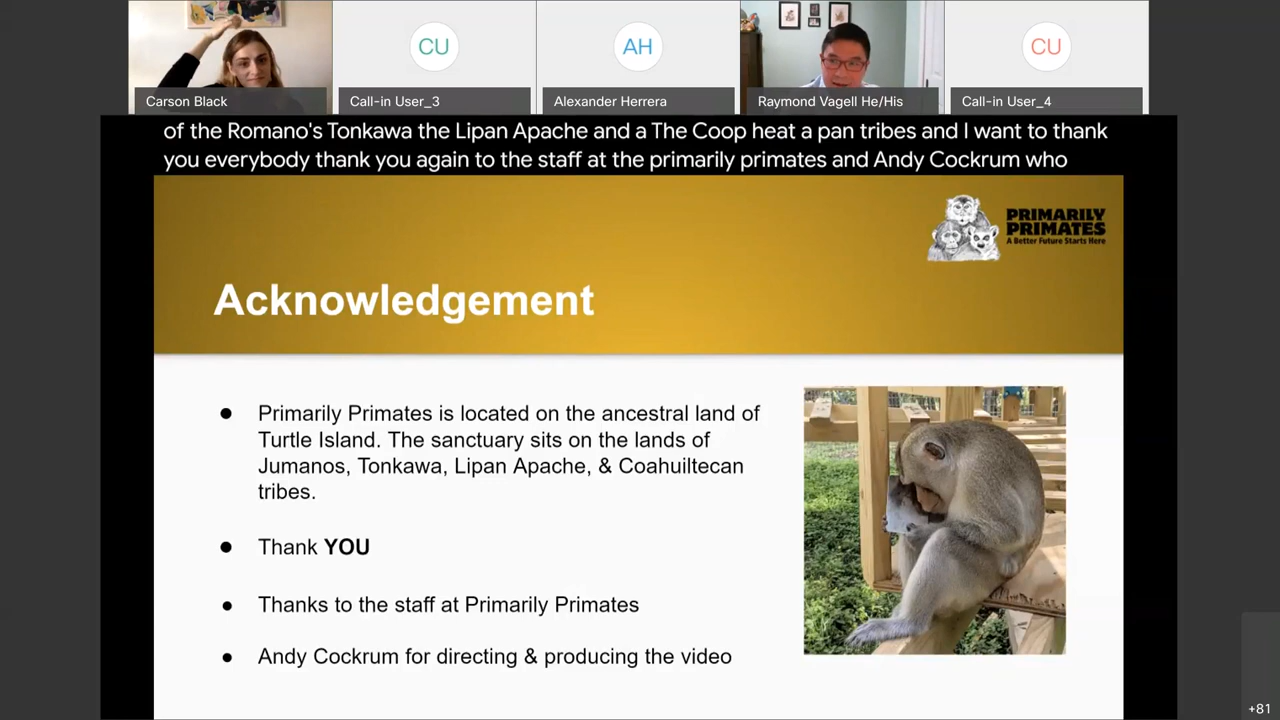 CU
AH
CU
Carson Black
Call-in User_3
Alexander Herrera
Raymond Vagell He/His
Call-in User_4
of the Romano's Tonkawa the Lipan Apache and a The Coop heat a pan tribes and I want to thank
you everybody thank you again to the staff at the primarily primates and Andy Cockrum who
PRIMARILY
PRIMATES
A Better Future Starts Here
Acknowledgement
● Primarily Primates is located on the ancestral land of
Turtle Island. The sanctuary sits on the lands of
Jumanos, Tonkawa, Lipan Apache, & Coahuiltecan
tribes.
● Thank YOU
● Thanks to the staff at Primarily Primates
● Andy Cockrum for directing & producing the video
+81